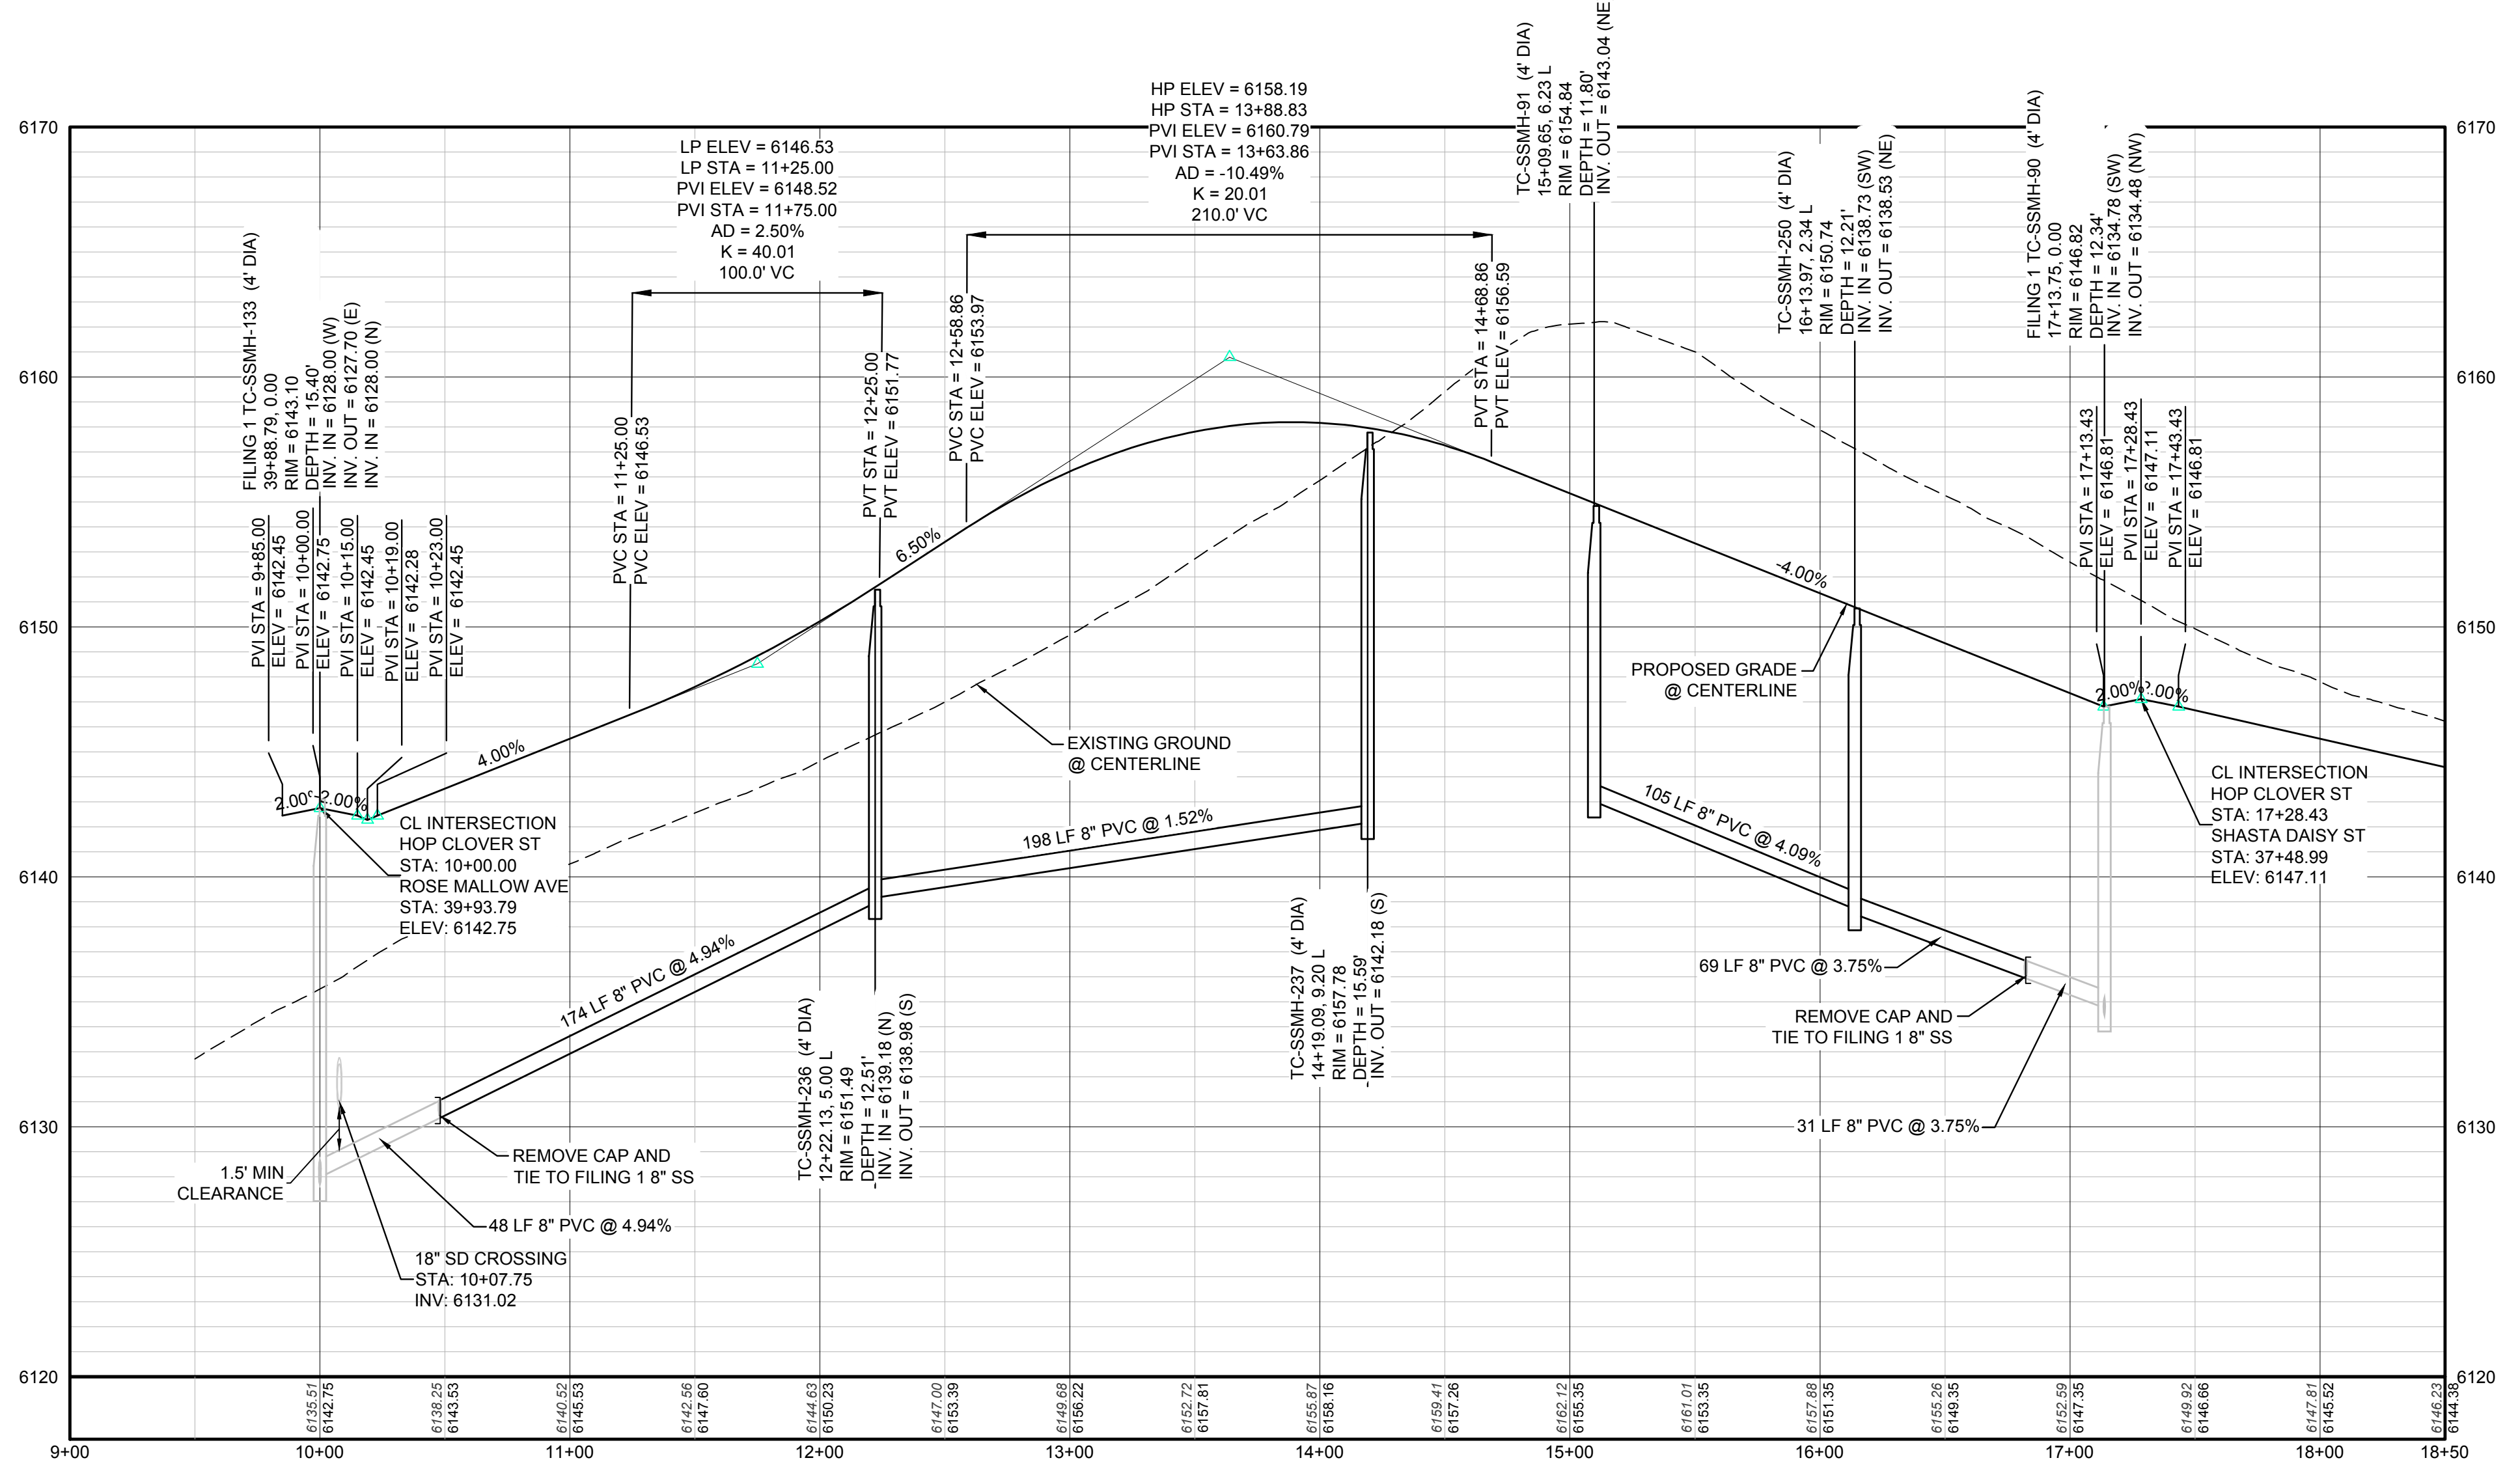 TC-SSMH-91 (4' DIA)
15+09.65, 6.23 L
RIM = 6154.84
DEPTH = 11.80'
INV. OUT = 6143.04 (NE
HP ELEV = 6158.19
HP STA = 13+88.83
PVI ELEV = 6160.79
PVI STA = 13+63.86
AD = -10.49%
K = 20.01
210.0' VC
LP ELEV = 6146.53
LP STA = 11+25.00
PVI ELEV = 6148.52
PVI STA = 11+75.00
AD = 2.50%
K = 40.01
100.0' VC
6170
6170
TC-SSMH-250 (4' DIA)
16+13.97, 2.34 L
RIM = 6150.74
DEPTH = 12.21'
INV. IN = 6138.73 (SW)
INV. OUT = 6138.53 (NE)
FILING 1 TC-SSMH-90 (4' DIA)
17+13.75, 0.00
RIM = 6146.82
DEPTH = 12.34'
INV. IN = 6134.78 (SW)
INV. OUT = 6134.48 (NW)
FILING 1 TC-SSMH-133 (4' DIA)
39+88.79, 0.00
RIM = 6143.10
DEPTH = 15.40'
INV. IN = 6128.00 (W)
INV. OUT = 6127.70 (E)
INV. IN = 6128.00 (N)
PVC STA = 11+25.00
PVC ELEV = 6146.53
PVT STA = 12+25.00
PVT ELEV = 6151.77
PVC STA = 12+58.86
PVC ELEV = 6153.97
PVT STA = 14+68.86
PVT ELEV = 6156.59
6160
6160
PVI STA = 9+85.00
ELEV = 6142.45
PVI STA = 10+00.00
ELEV = 6142.75
PVI STA = 10+15.00
ELEV = 6142.45
PVI STA = 10+19.00
ELEV = 6142.28
PVI STA = 10+23.00
ELEV = 6142.45
PVI STA = 17+13.43
ELEV = 6146.81
PVI STA = 17+28.43
ELEV = 6147.11
PVI STA = 17+43.43
ELEV = 6146.81
6.50%
-4.00%
6150
6150
PROPOSED GRADE
@ CENTERLINE
2.00%
2.00%
4.00%
EXISTING GROUND
@ CENTERLINE
2.00%
-2.00%
CL INTERSECTION
HOP CLOVER ST
STA: 10+00.00
ROSE MALLOW AVE
STA: 39+93.79
ELEV: 6142.75
CL INTERSECTION
HOP CLOVER ST
STA: 17+28.43
SHASTA DAISY ST
STA: 37+48.99
ELEV: 6147.11
198 LF 8" PVC @ 1.52%
105 LF 8" PVC @ 4.09%
6140
6140
174 LF 8" PVC @ 4.94%
69 LF 8" PVC @ 3.75%
REMOVE CAP AND
TIE TO FILING 1 8" SS
31 LF 8" PVC @ 3.75%
TC-SSMH-237 (4' DIA)
14+19.09, 9.20 L
RIM = 6157.78
DEPTH = 15.59'
INV. OUT = 6142.18 (S)
TC-SSMH-236 (4' DIA)
12+22.13, 5.00 L
RIM = 6151.49
DEPTH = 12.51'
INV. IN = 6139.18 (N)
INV. OUT = 6138.98 (S)
6130
6130
1.5' MIN
CLEARANCE
REMOVE CAP AND
TIE TO FILING 1 8" SS
48 LF 8" PVC @ 4.94%
18" SD CROSSING
STA: 10+07.75
INV: 6131.02
6120
6120
6135.51
6142.75
6138.25
6143.53
6140.52
6145.53
6142.56
6147.60
6144.63
6150.23
6147.00
6153.39
6149.68
6156.22
6152.72
6157.81
6155.87
6158.16
6159.41
6157.26
6162.12
6155.35
6161.01
6153.35
6157.88
6151.35
6155.26
6149.35
6152.59
6147.35
6149.92
6146.66
6147.81
6145.52
6146.23
6144.38
9+00
10+00
11+00
12+00
13+00
14+00
15+00
16+00
17+00
18+00
18+50